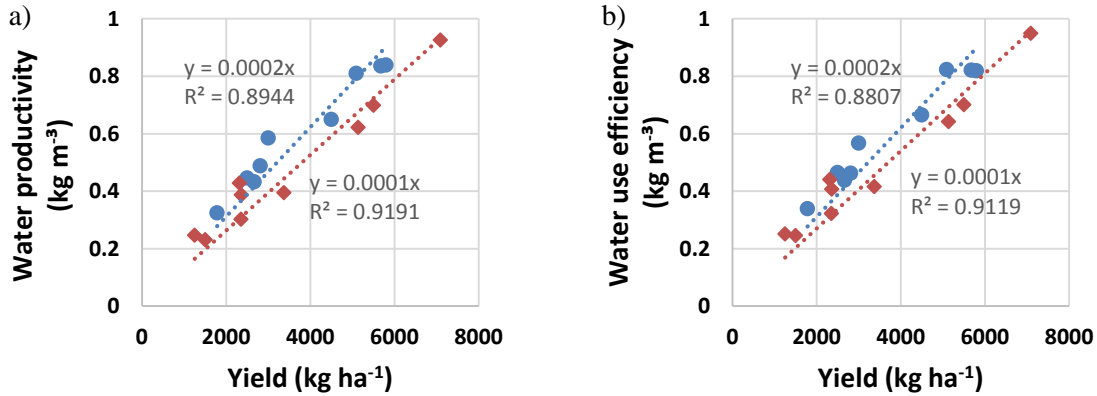 a)
Water productivity
(kg m⁻³)
1
0.8
0.6
0.4
0.2
0
y = 0.0002x
R² = 0.8944
y = 0.0001x
R² = 0.9191
0 2000 4000 6000 8000
Yield (kg ha⁻¹)
b)
Water use efficiency
(kg m⁻³)
1
0.8
0.6
0.4
0.2
0
y = 0.0002x
R² = 0.8807
y = 0.0001x
R² = 0.9119
0 2000 4000 6000 8000
Yield (kg ha⁻¹)